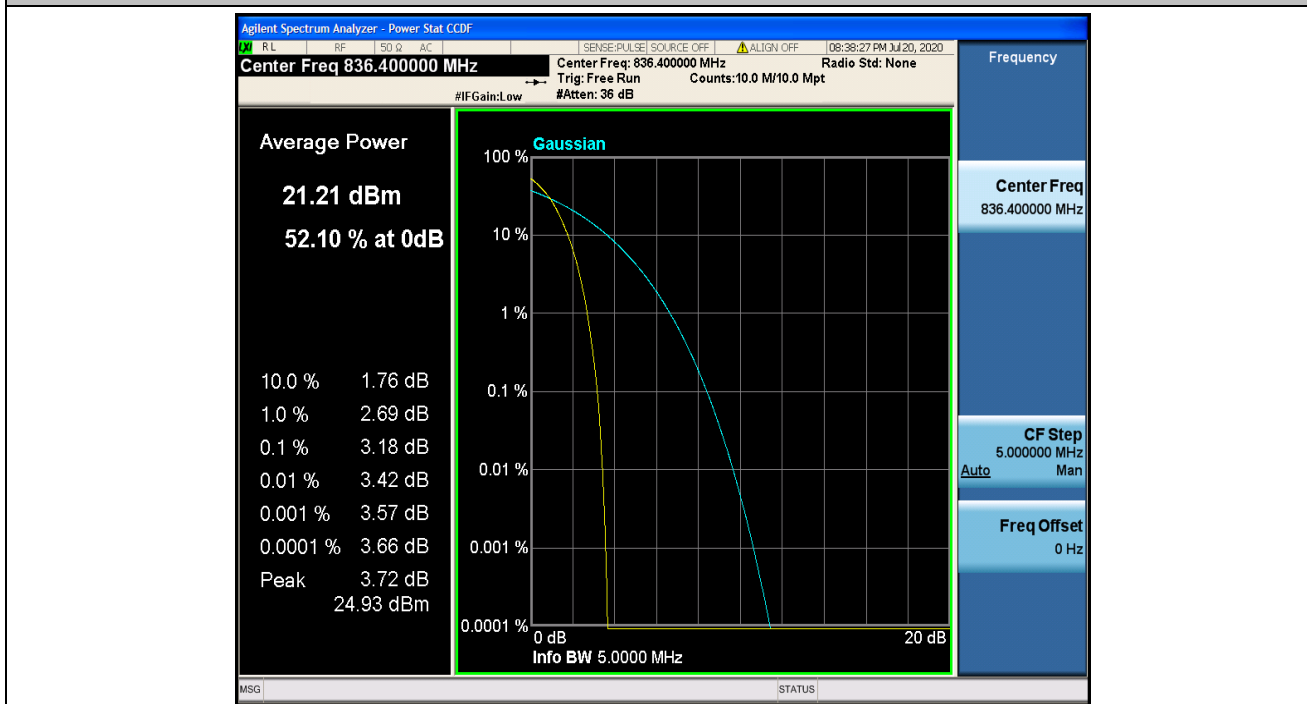 Agilent Spectrum Analyzer - Power Stat CCDF
LXI RL RF 50 Ω AC SENSE:PULSE SOURCE OFF ALIGN OFF 08:38:27 PM Jul 20, 2020
Center Freq 836.400000 MHz
Center Freq: 836.400000 MHz Radio Std: None
Trig: Free Run Counts:10.0 M/10.0 Mpt
#IFGain:Low #Atten: 36 dB
Frequency
Average Power
21.21 dBm
52.10 % at 0dB
10.0 % 1.76 dB
1.0 % 2.69 dB
0.1 % 3.18 dB
0.01 % 3.42 dB
0.001 % 3.57 dB
0.0001 % 3.66 dB
Peak 3.72 dB
24.93 dBm
Gaussian
100 %
10 %
1 %
0.1 %
0.01 %
0.001 %
0.0001 %
0 dB 20 dB
Info BW 5.0000 MHz
Center Freq
836.400000 MHz
CF Step
5.000000 MHz
Auto Man
Freq Offset
0 Hz
MSG STATUS